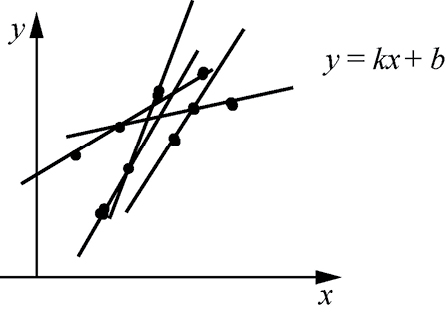 y
y = kx + b
x